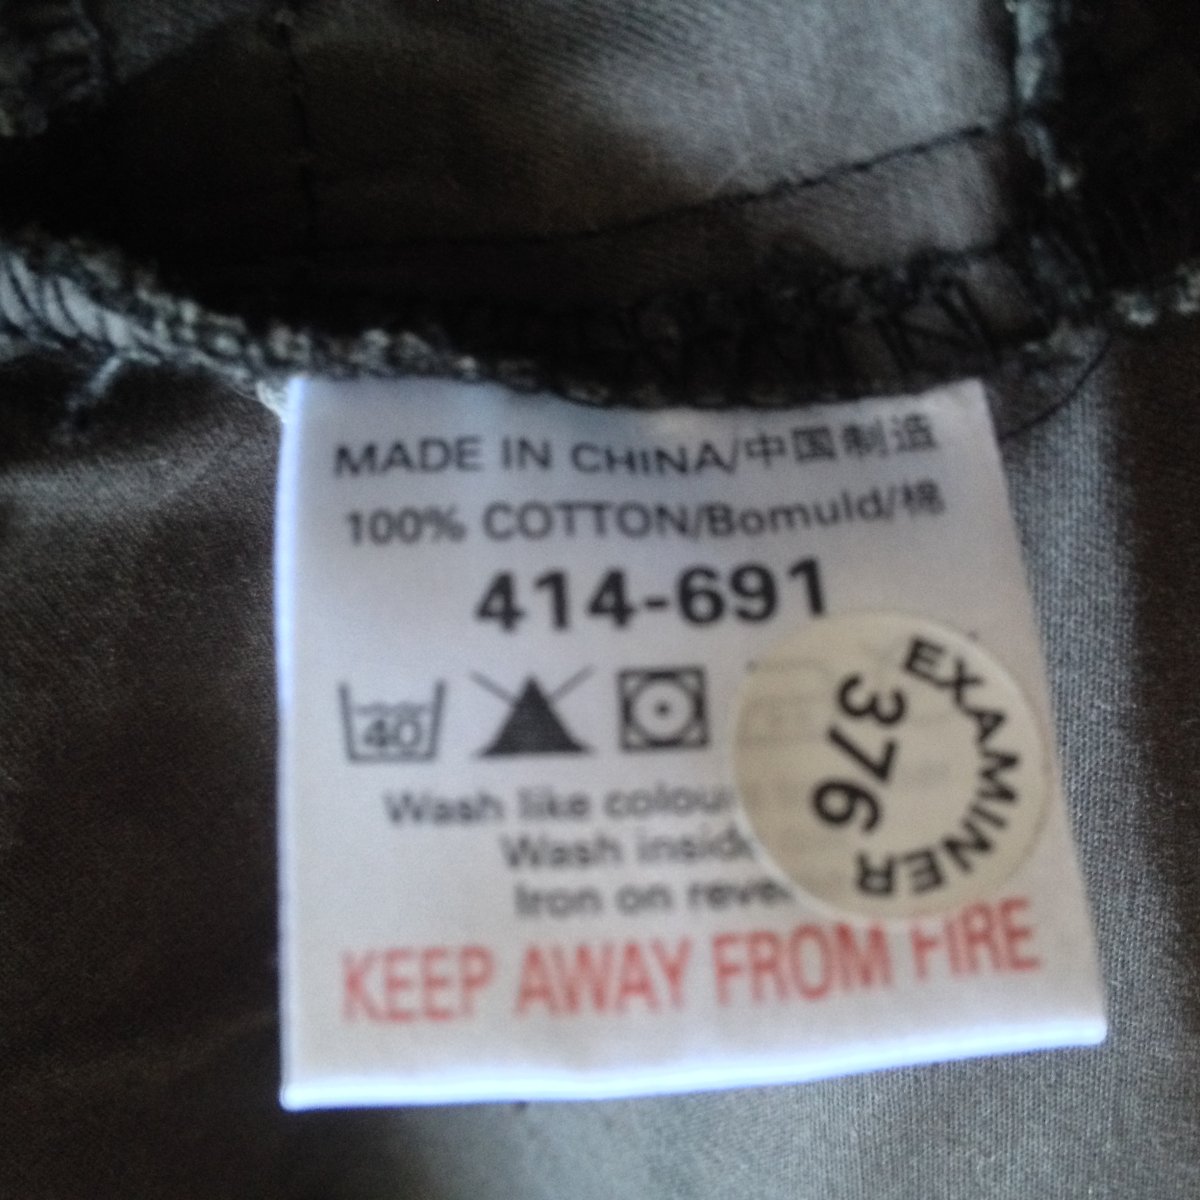 MADE IN CHINA/中国制造
100% COTTON/Bomuld/棉
414-691
40
Wash like colou
Wash insid
Iron on reve
KEEP AWAY FROM FIRE
EXAMINER
376